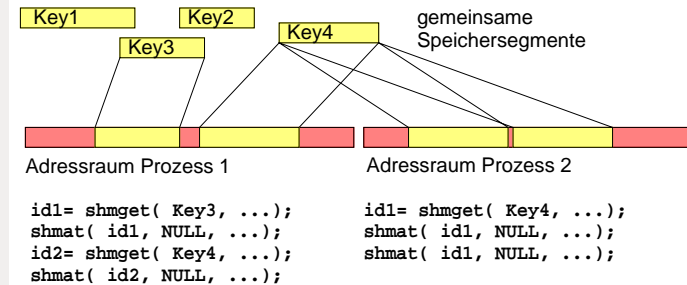 Key1
Key2
Key3
Key4
gemeinsame
Speichersegmente
Adressraum Prozess 1
Adressraum Prozess 2
id1= shmget( Key3, ...);
shmat( id1, NULL, ...);
id2= shmget( Key4, ...);
shmat( id2, NULL, ...);
id1= shmget( Key4, ...);
shmat( id1, NULL, ...);
shmat( id1, NULL, ...);